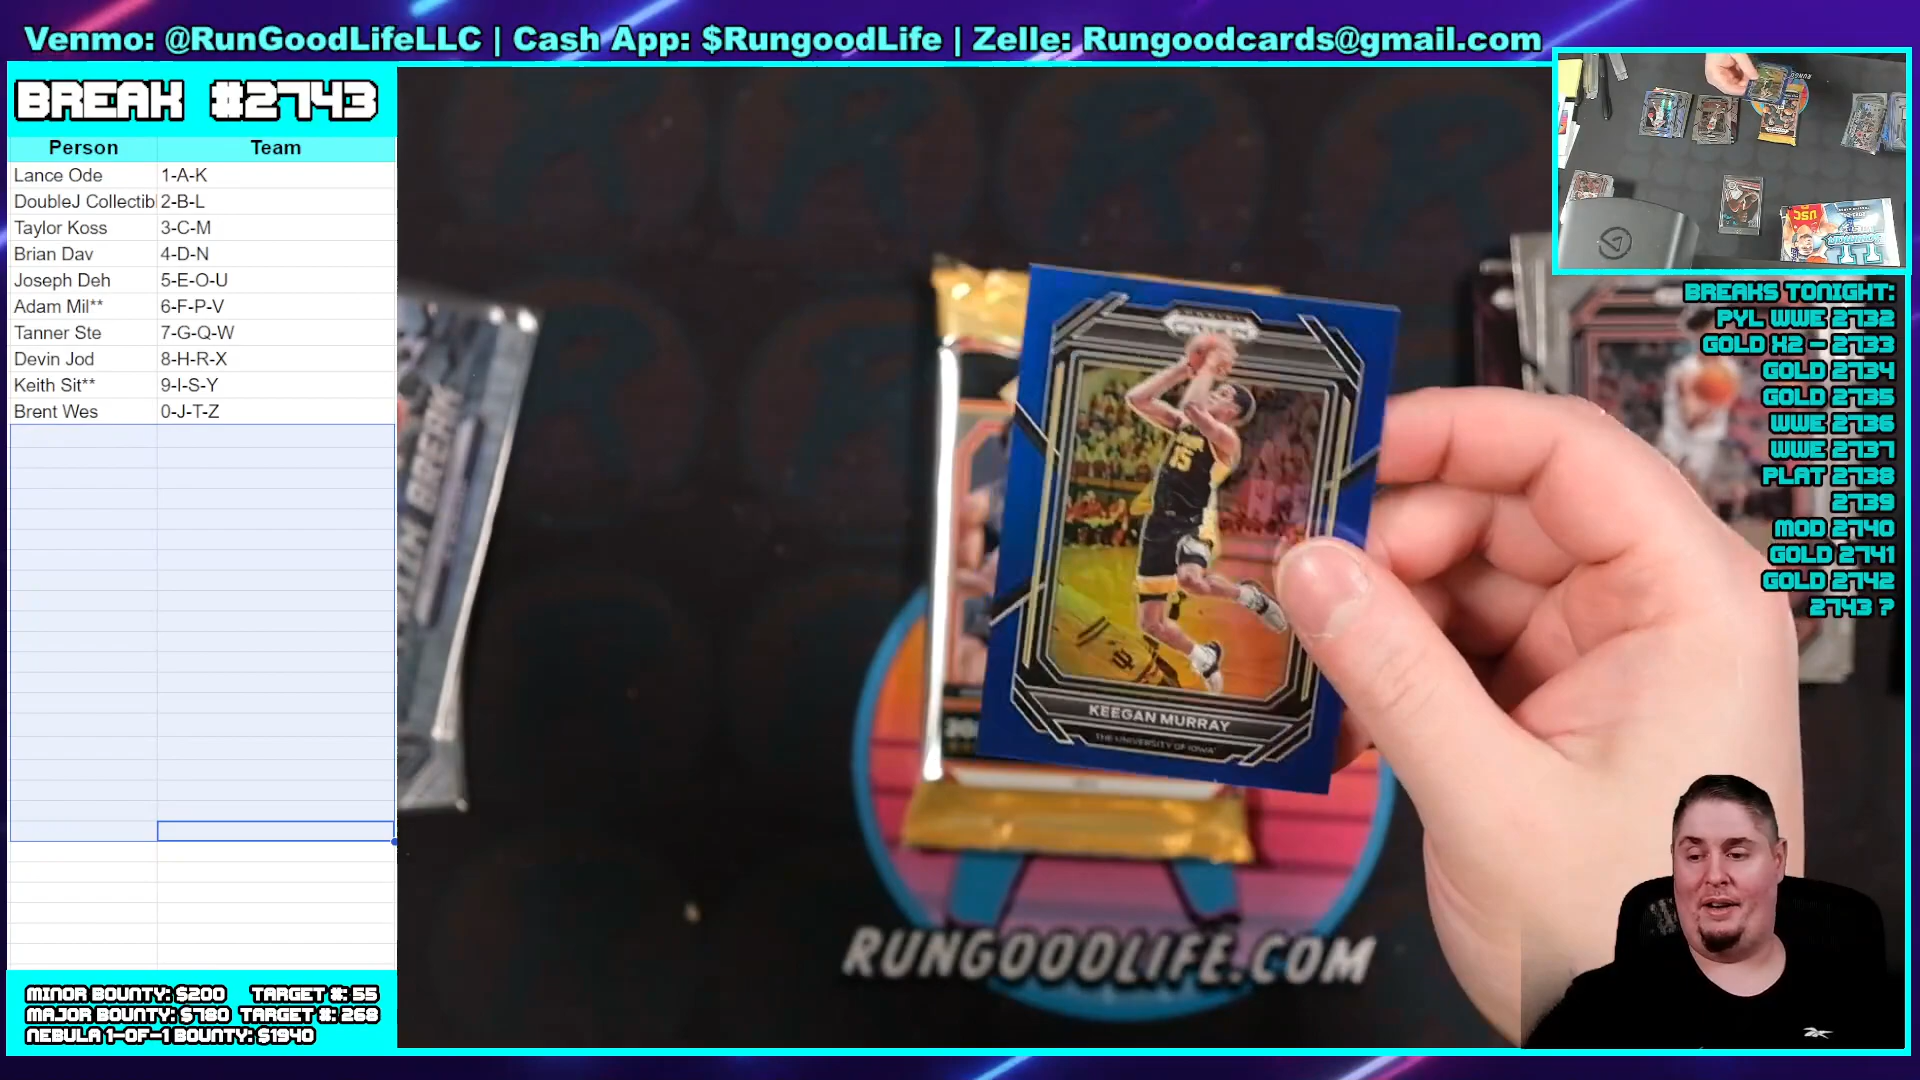 Venmo: @RunGoodLifeLLC | Cash App: $RungoodLife | Zelle: Rungoodcards@gmail.com
BREAK #2743
Person Team
Lance Ode 1-A-K
DoubleJ Collectib 2-B-L
Taylor Koss 3-C-M
Brian Dav 4-D-N
Joseph Deh 5-E-O-U
Adam Mil** 6-F-P-V
Tanner Ste 7-G-Q-W
Devin Jod 8-H-R-X
Keith Sit** 9-I-S-Y
Brent Wes 0-J-T-Z
MINOR BOUNTY: $200 TARGET #: 55
MAJOR BOUNTY: $780 TARGET #: 268
NEBULA 1-OF-1 BOUNTY: $1940
BREAK
15
KEEGAN MURRAY
THE UNIVERSITY OF IOWA
RUNGOODLIFE.COM
USC
BREAKS TONIGHT:
PYL WWE 2732
GOLD X2 - 2733
GOLD 2734
GOLD 2735
WWE 2736
WWE 2737
PLAT 2738
2739
MOD 2740
GOLD 2741
GOLD 2742
2743 ?